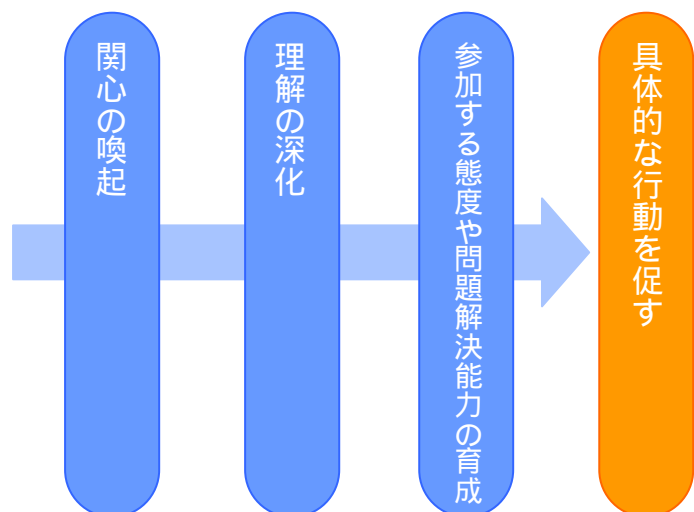 関心の喚起
理解の深化
参加する態度や問題解決能力の育成
具体的な行動を促す